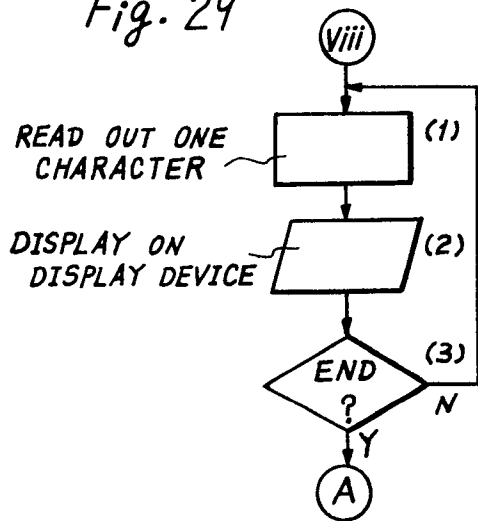 Fig. 24
Viii
READ OUT ONE
CHARACTER
(1)
DISPLAY ON
DISPLAY DEVICE
(2)
END
?
(3)
N
Y
A